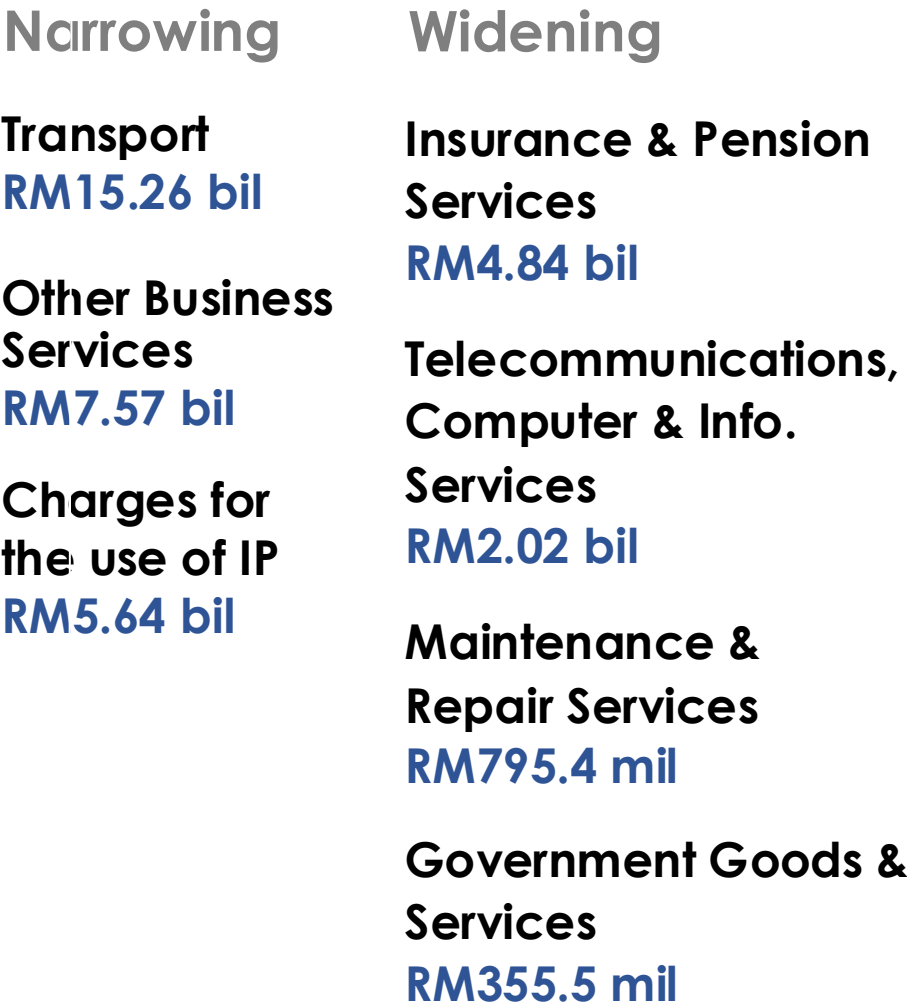 Narrowing
Transport
RM15.26 bil
Other Business
Services
RM7.57 bil
Charges for
the use of IP
RM5.64 bil
Widening
Insurance & Pension
Services
RM4.84 bil
Telecommunications,
Computer & Info.
Services
RM2.02 bil
Maintenance &
Repair Services
RM795.4 mil
Government Goods &
Services
RM355.5 mil